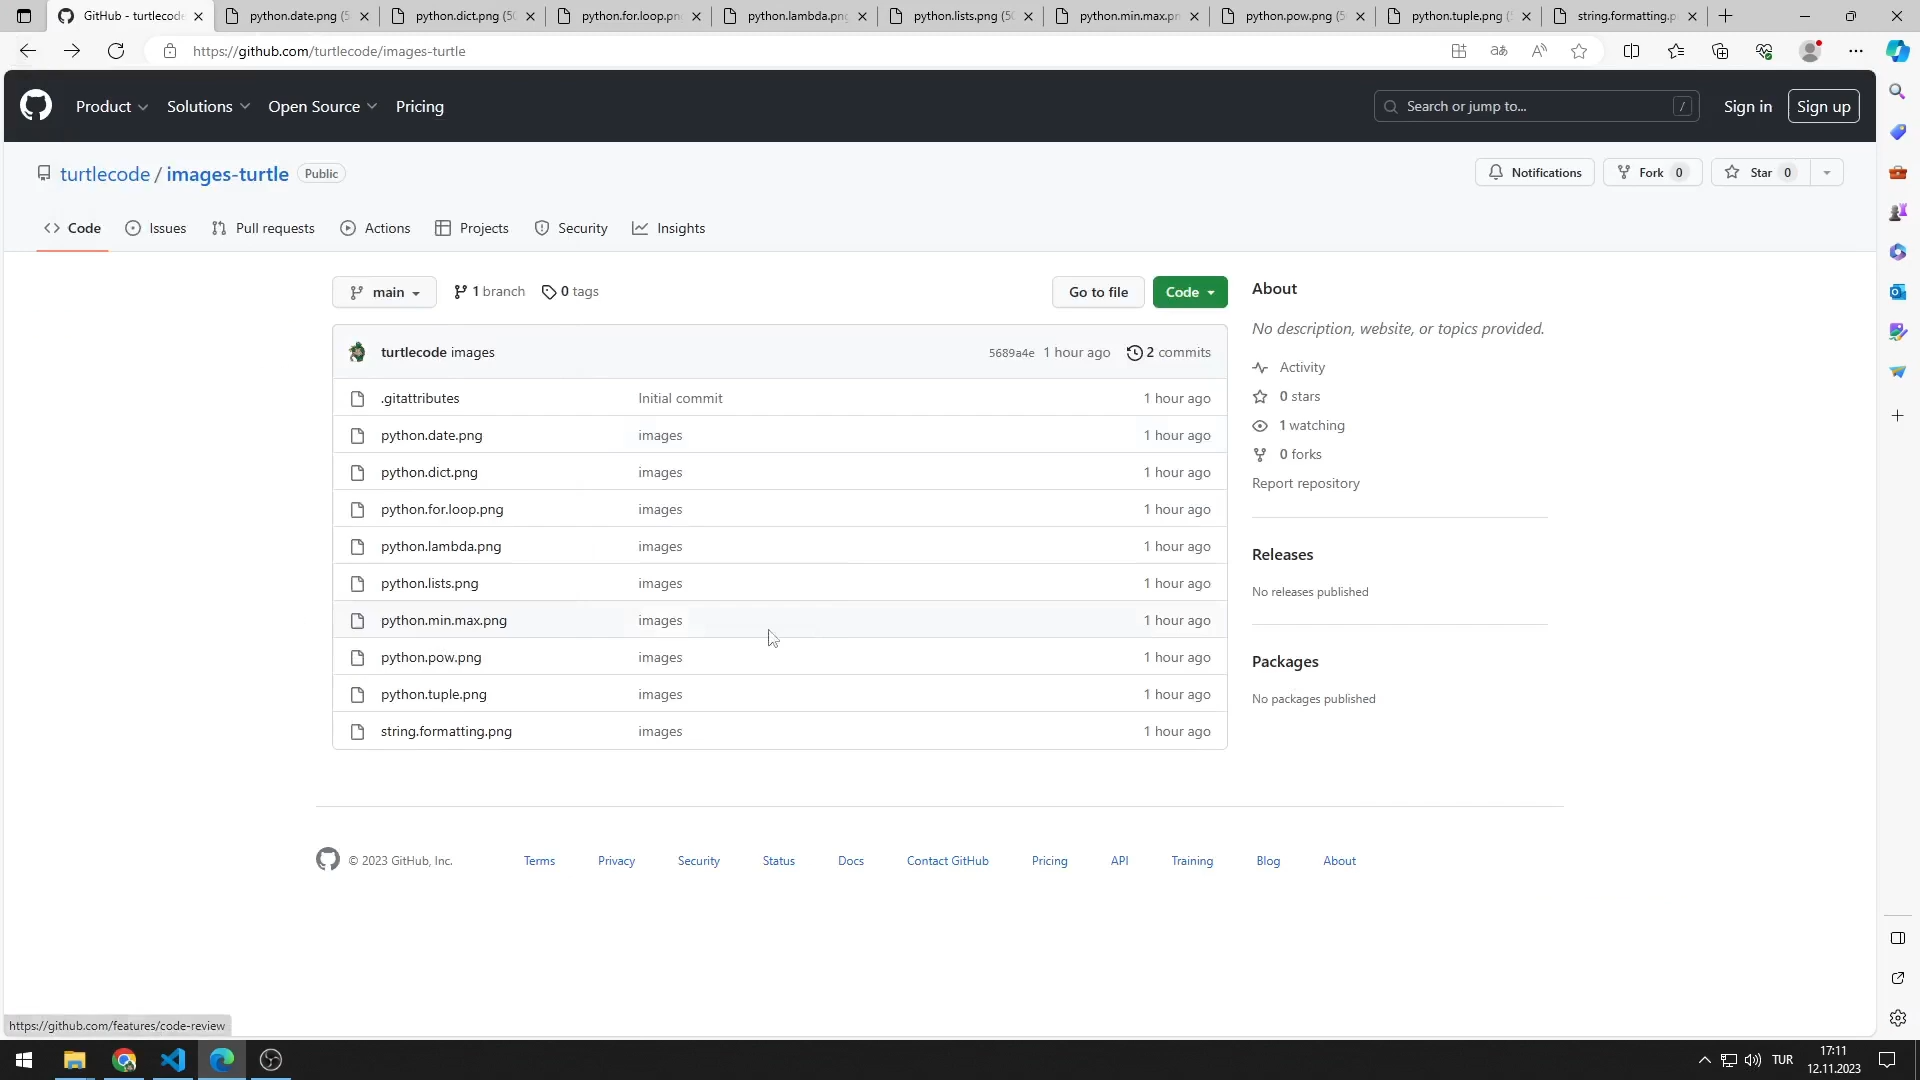 GitHub - turtlecode
python.date.png (5
python.dict.png (50
python.for.loop.pn
python.lambda.png
python.lists.png (50
python.min.max.pn
python.pow.png (5
python.tuple.png (
string.formatting.p
https://github.com/turtlecode/images-turtle
Product
Solutions
Open Source
Pricing
Search or jump to...
/
Sign in
Sign up
turtlecode / images-turtle
Public
Notifications
Fork 0
Star 0
Code
Issues
Pull requests
Actions
Projects
Security
Insights
main
1 branch
0 tags
Go to file
Code
turtlecode images
5689a4e 1 hour ago
2 commits
.gitattributes Initial commit 1 hour ago
python.date.png images 1 hour ago
python.dict.png images 1 hour ago
python.for.loop.png images 1 hour ago
python.lambda.png images 1 hour ago
python.lists.png images 1 hour ago
python.min.max.png images 1 hour ago
python.pow.png images 1 hour ago
python.tuple.png images 1 hour ago
string.formatting.png images 1 hour ago
About
No description, website, or topics provided.
Activity
0 stars
1 watching
0 forks
Report repository
Releases
No releases published
Packages
No packages published
© 2023 GitHub, Inc.
Terms
Privacy
Security
Status
Docs
Contact GitHub
Pricing
API
Training
Blog
About
https://github.com/features/code-review
TUR
17:11
12.11.2023